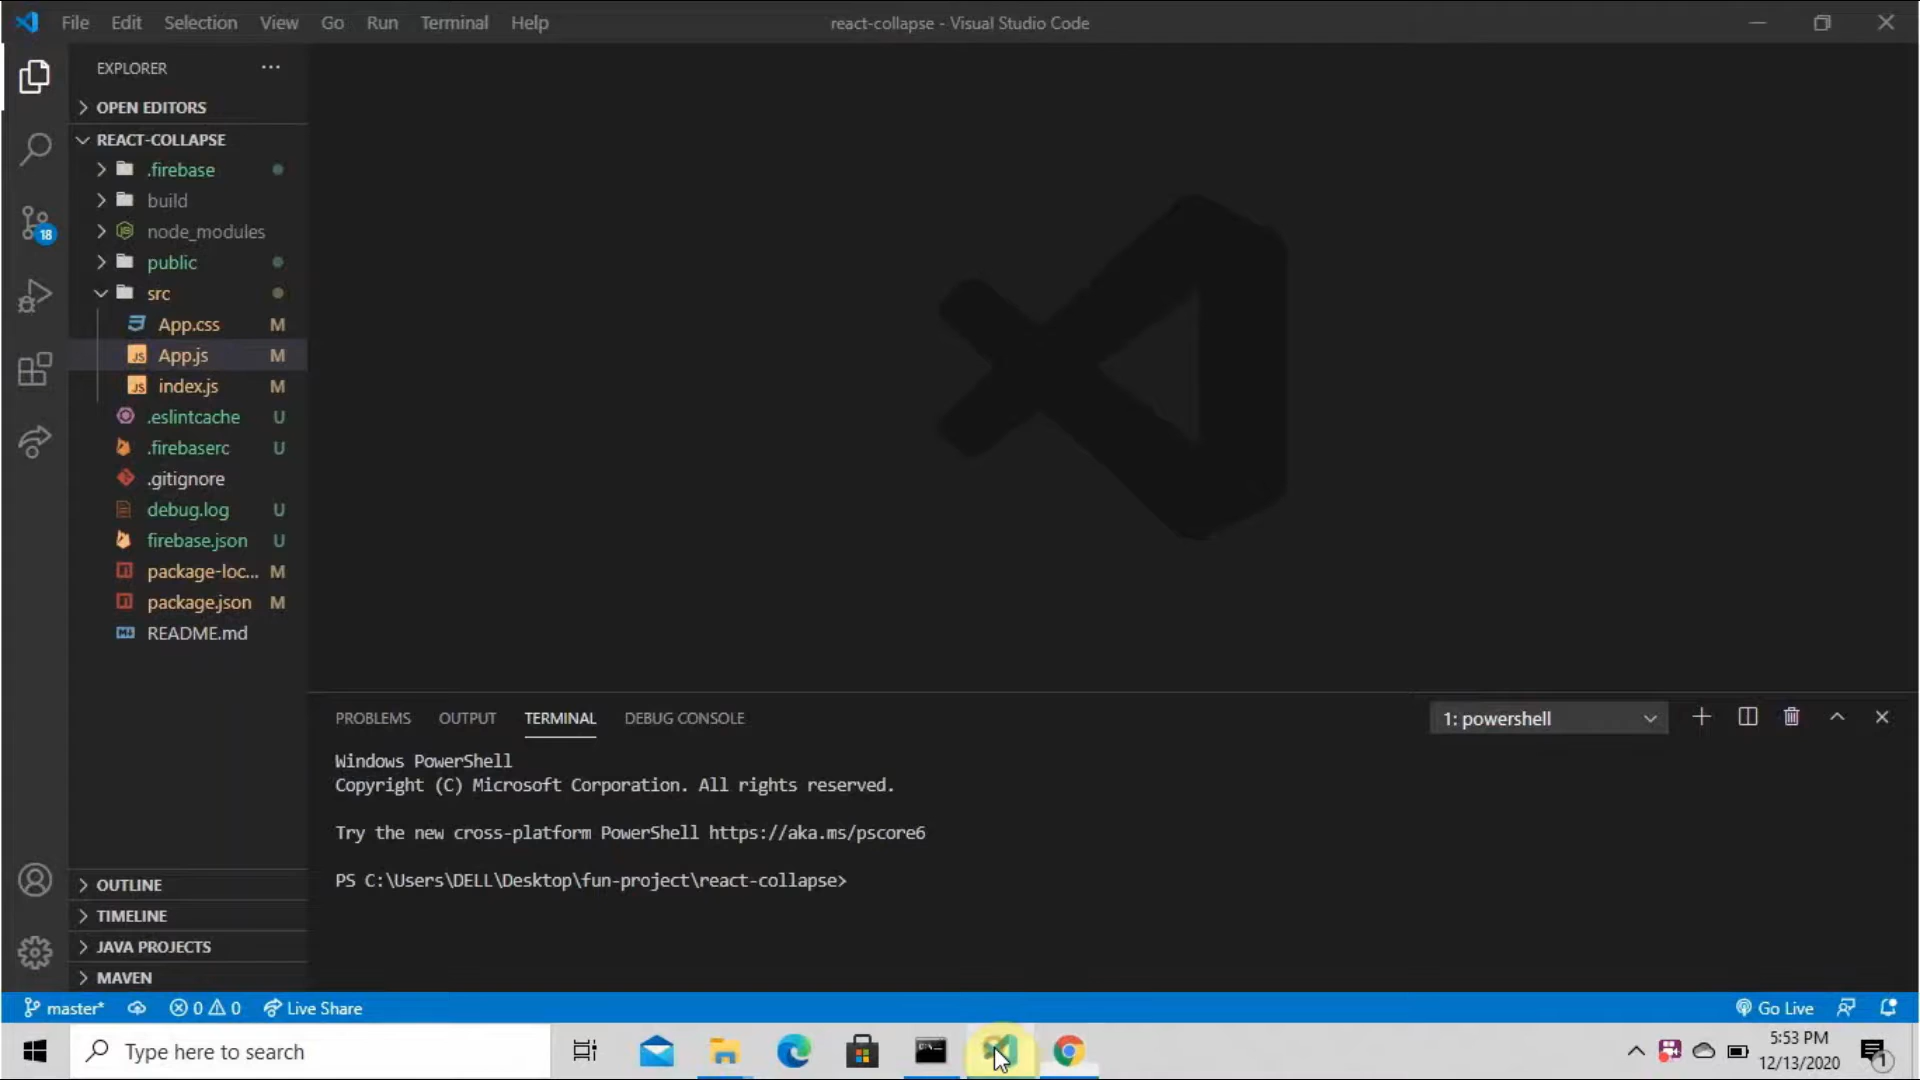 File Edit Selection View Go Run Terminal Help
react-collapse - Visual Studio Code
EXPLORER
OPEN EDITORS
REACT-COLLAPSE
.firebase
build
node_modules
public
src
App.css M
JS App.js M
JS index.js M
.eslintcache U
.firebaserc U
.gitignore
debug.log U
firebase.json U
package-loc... M
package.json M
README.md
18
OUTLINE
TIMELINE
JAVA PROJECTS
MAVEN
PROBLEMS OUTPUT TERMINAL DEBUG CONSOLE
1: powershell
Windows PowerShell
Copyright (C) Microsoft Corporation. All rights reserved.
Try the new cross-platform PowerShell https://aka.ms/pscore6
PS C:\Users\DELL\Desktop\fun-project\react-collapse>
master* 0 0 Live Share
Go Live
Type here to search
5:53 PM
12/13/2020
1